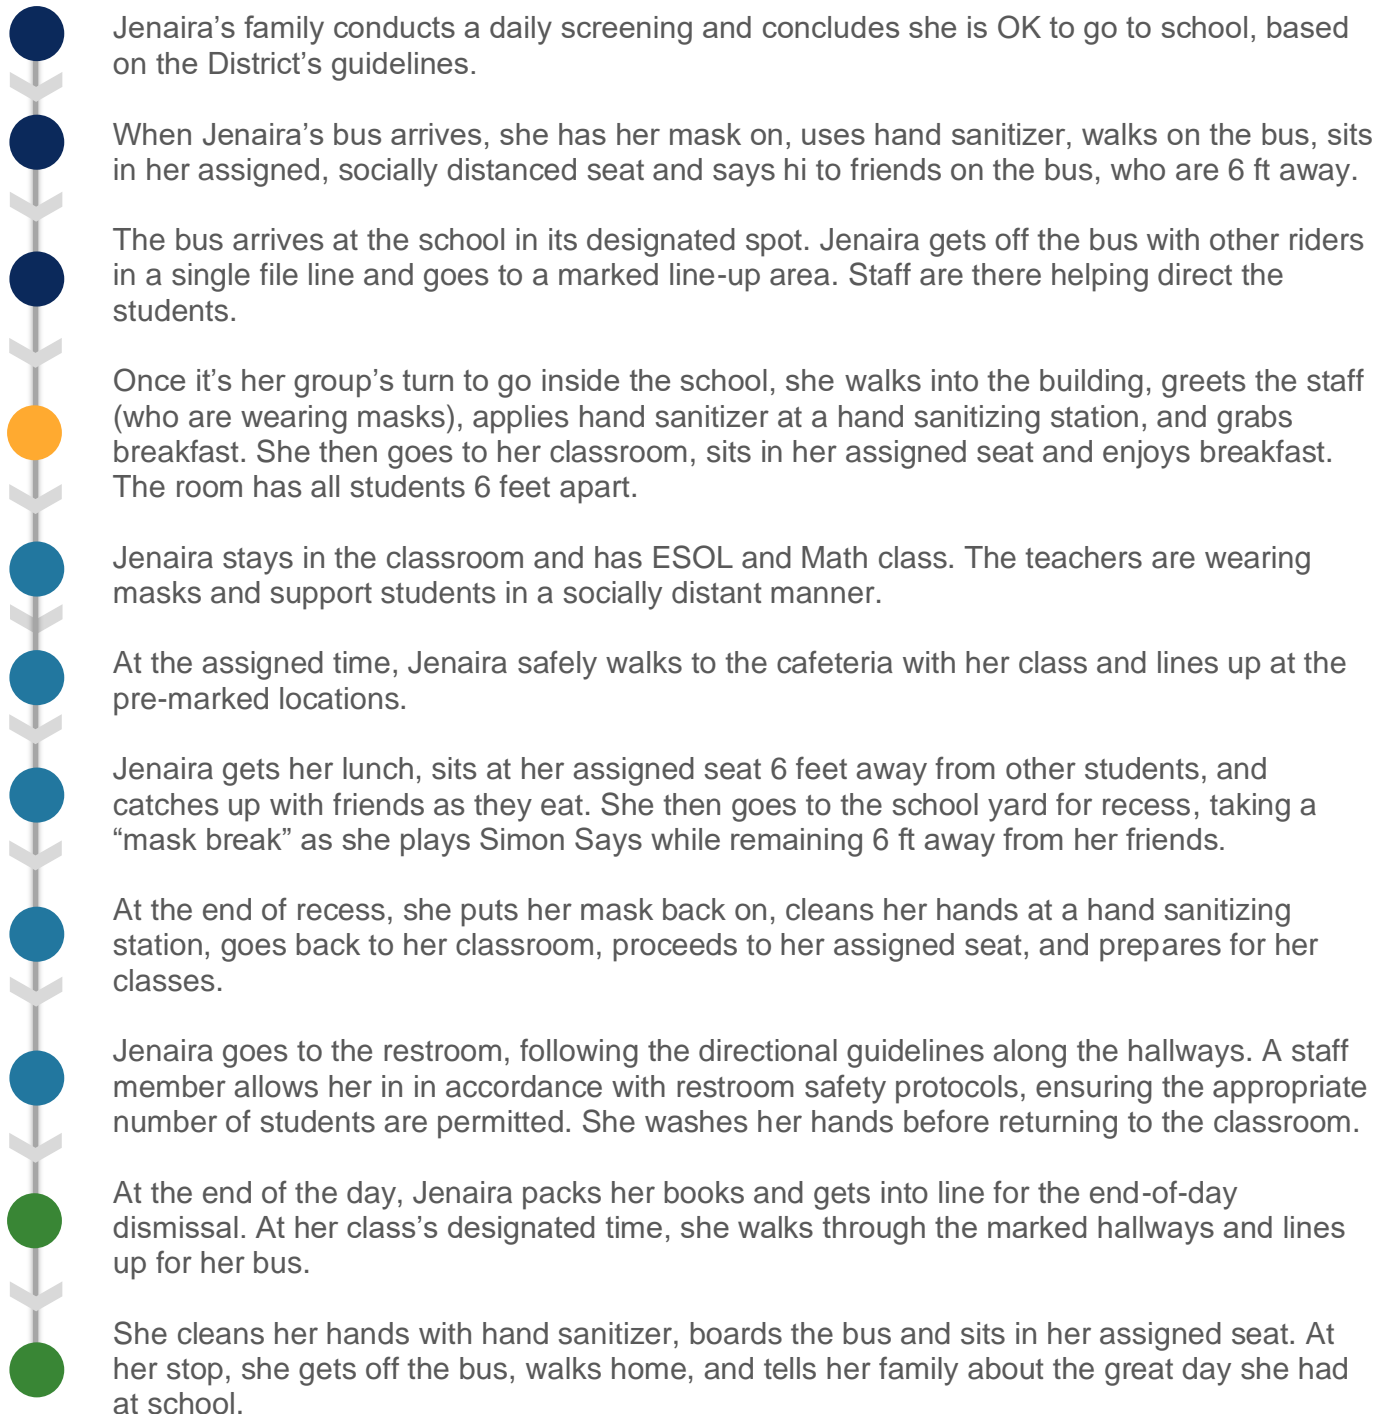 Jenaira’s family conducts a daily screening and concludes she is OK to go to school, based
on the District’s guidelines.
When Jenaira’s bus arrives, she has her mask on, uses hand sanitizer, walks on the bus, sits
in her assigned, socially distanced seat and says hi to friends on the bus, who are 6 ft away.
The bus arrives at the school in its designated spot. Jenaira gets off the bus with other riders
in a single file line and goes to a marked line-up area. Staff are there helping direct the
students.
Once it’s her group’s turn to go inside the school, she walks into the building, greets the staff
(who are wearing masks), applies hand sanitizer at a hand sanitizing station, and grabs
breakfast. She then goes to her classroom, sits in her assigned seat and enjoys breakfast.
The room has all students 6 feet apart.
Jenaira stays in the classroom and has ESOL and Math class. The teachers are wearing
masks and support students in a socially distant manner.
At the assigned time, Jenaira safely walks to the cafeteria with her class and lines up at the
pre-marked locations.
Jenaira gets her lunch, sits at her assigned seat 6 feet away from other students, and
catches up with friends as they eat. She then goes to the school yard for recess, taking a
“mask break” as she plays Simon Says while remaining 6 ft away from her friends.
At the end of recess, she puts her mask back on, cleans her hands at a hand sanitizing
station, goes back to her classroom, proceeds to her assigned seat, and prepares for her
classes.
Jenaira goes to the restroom, following the directional guidelines along the hallways. A staff
member allows her in in accordance with restroom safety protocols, ensuring the appropriate
number of students are permitted. She washes her hands before returning to the classroom.
At the end of the day, Jenaira packs her books and gets into line for the end-of-day
dismissal. At her class’s designated time, she walks through the marked hallways and lines
up for her bus.
She cleans her hands with hand sanitizer, boards the bus and sits in her assigned seat. At
her stop, she gets off the bus, walks home, and tells her family about the great day she had
at school.